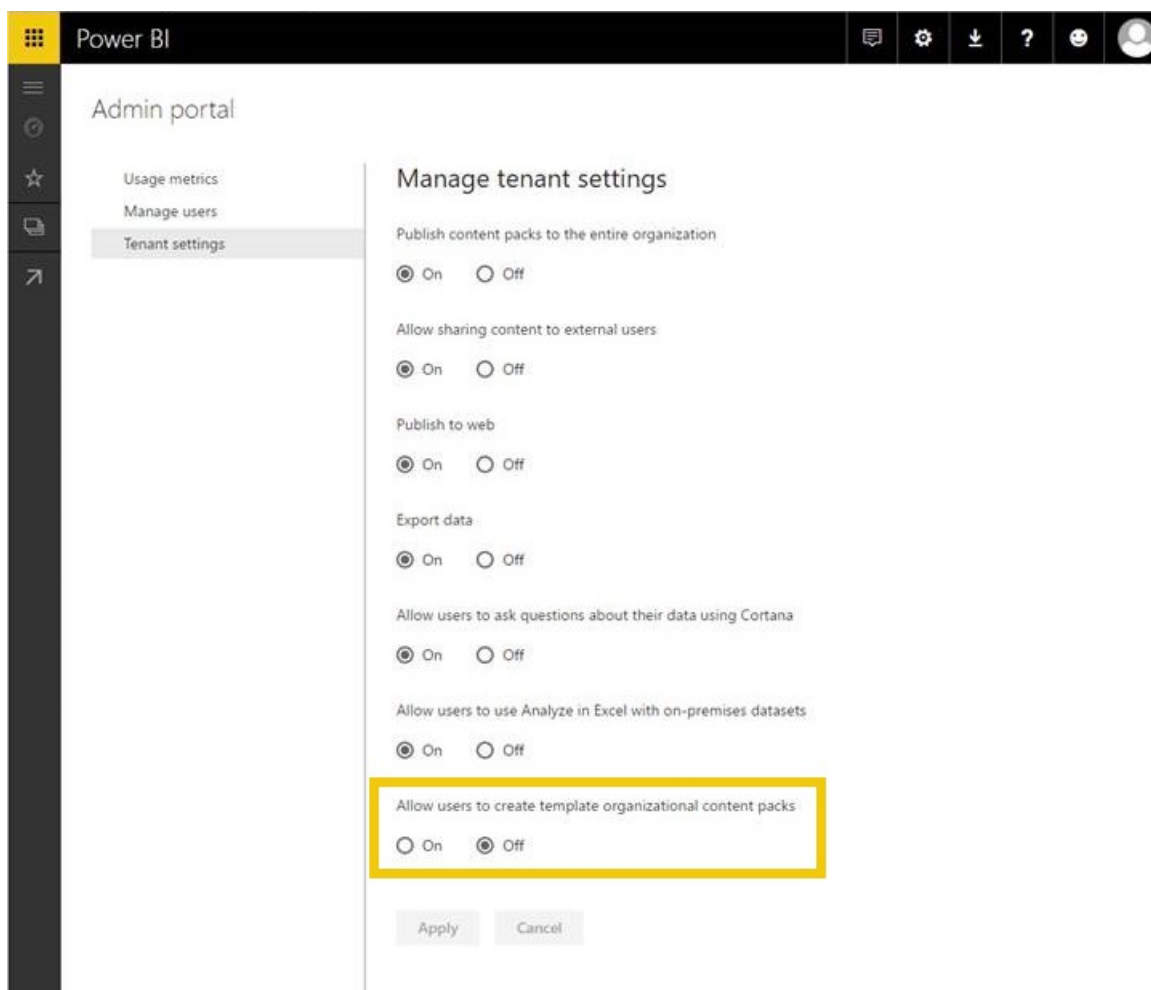 Power BI
?
Admin portal
Usage metrics
Manage users
Tenant settings
Manage tenant settings
Publish content packs to the entire organization
On Off
Allow sharing content to external users
On Off
Publish to web
On Off
Export data
On Off
Allow users to ask questions about their data using Cortana
On Off
Allow users to use Analyze in Excel with on-premises datasets
On Off
Allow users to create template organizational content packs
On Off
Apply Cancel